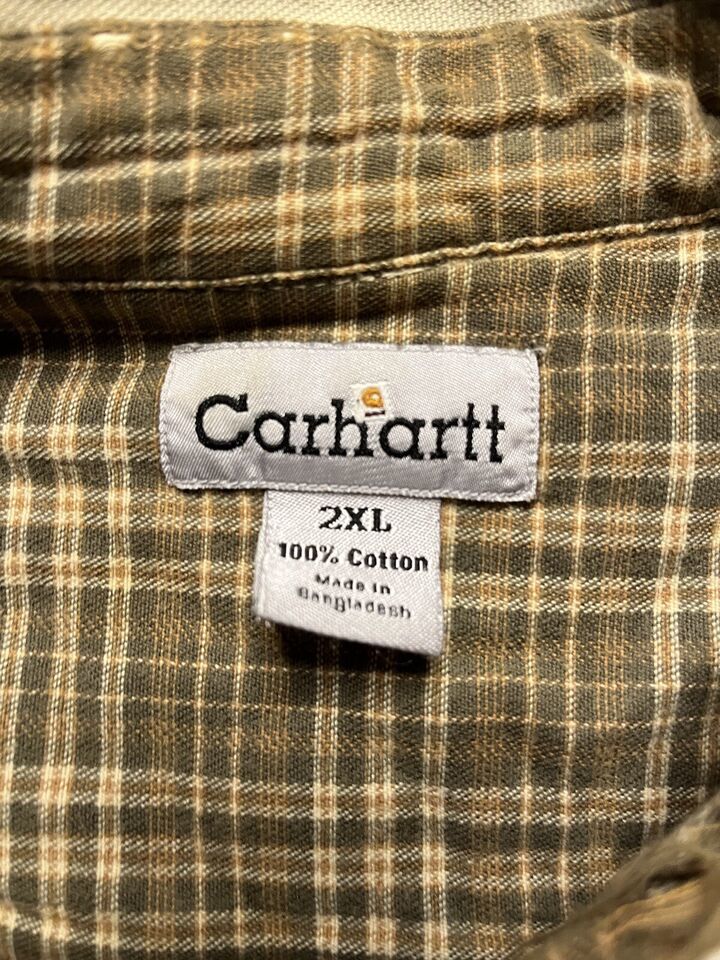 Carhartt
2XL
100% Cotton
Made in
Bangladesh